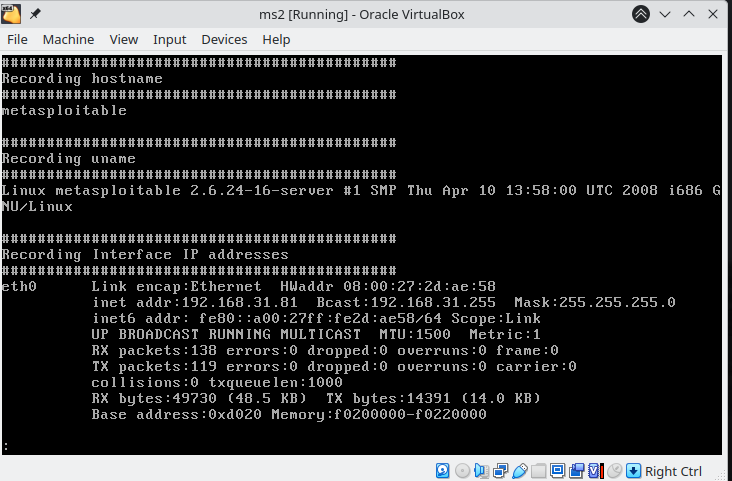 ms2 [Running] - Oracle VirtualBox
File Machine View Input Devices Help
############################################
Recording hostname
############################################
metasploitable
############################################
Recording uname
############################################
Linux metasploitable 2.6.24-16-server #1 SMP Thu Apr 10 13:58:00 UTC 2008 i686 G
NU/Linux
############################################
Recording Interface IP addresses
############################################
eth0      Link encap:Ethernet  HWaddr 08:00:27:2d:ae:58
          inet addr:192.168.31.81  Bcast:192.168.31.255  Mask:255.255.255.0
          inet6 addr: fe80::a00:27ff:fe2d:ae58/64 Scope:Link
          UP BROADCAST RUNNING MULTICAST  MTU:1500  Metric:1
          RX packets:138 errors:0 dropped:0 overruns:0 frame:0
          TX packets:119 errors:0 dropped:0 overruns:0 carrier:0
          collisions:0 txqueuelen:1000
          RX bytes:49730 (48.5 KB)  TX bytes:14391 (14.0 KB)
          Base address:0xd020 Memory:f0200000-f0220000
:
Right Ctrl